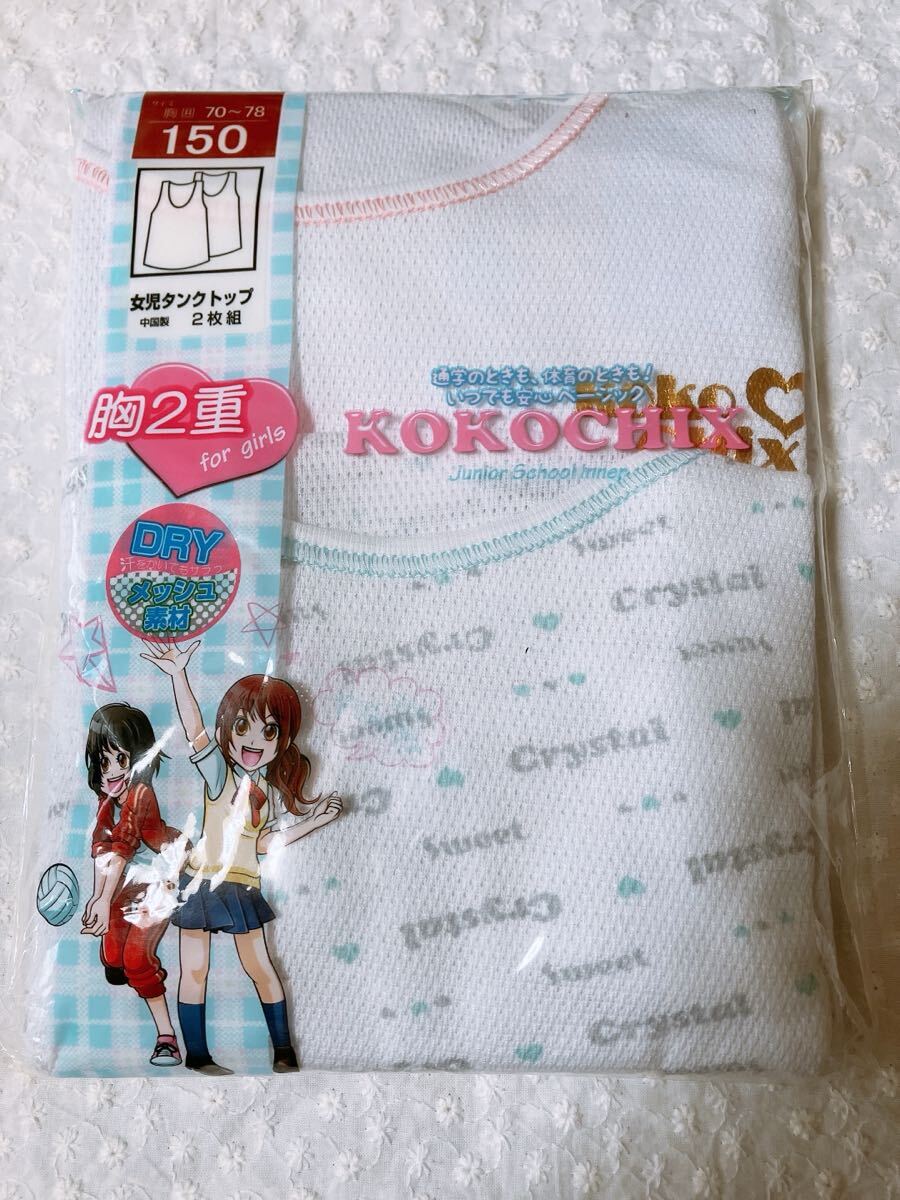 サイズ
胸囲 70～78
150
女児タンクトップ
中国製 2枚組
胸2重
for girls
DRY
汗をかいてもサラッ
メッシュ
素材
通学のときも、体育のときも!
いつでも安心ベーシック
KOKOCHIX
Junior School Inner
Sweet
Crystal
Crystal
Crystal
Sweet
Crystal
Crystal
Sweet
Crystal